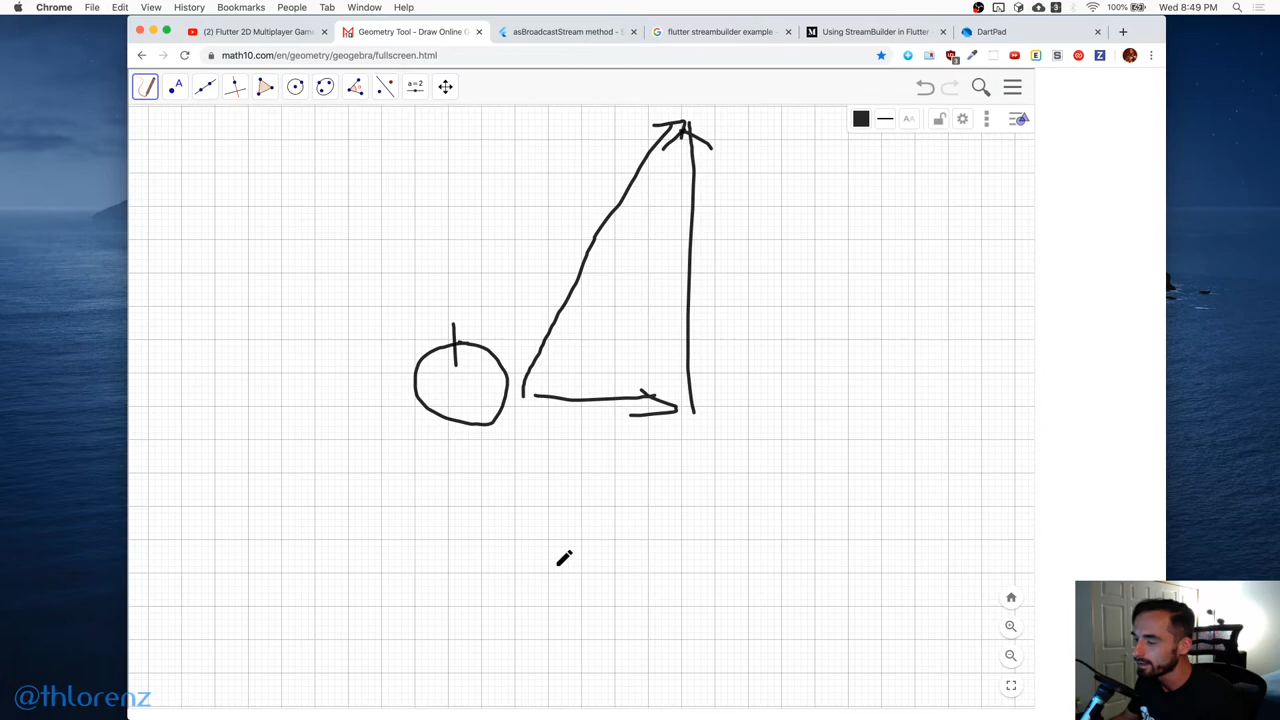 Chrome File Edit View History Bookmarks People Tab Window Help 100% Wed 8:49 PM
(2) Flutter 2D Multiplayer Gam
Geometry Tool - Draw Online
asBroadcastStream method - S
flutter streambuilder example -
Using StreamBuilder in Flutter
DartPad
math10.com/en/geometry/geogebra/fullscreen.html
A
a=2
AA
@thlorenz